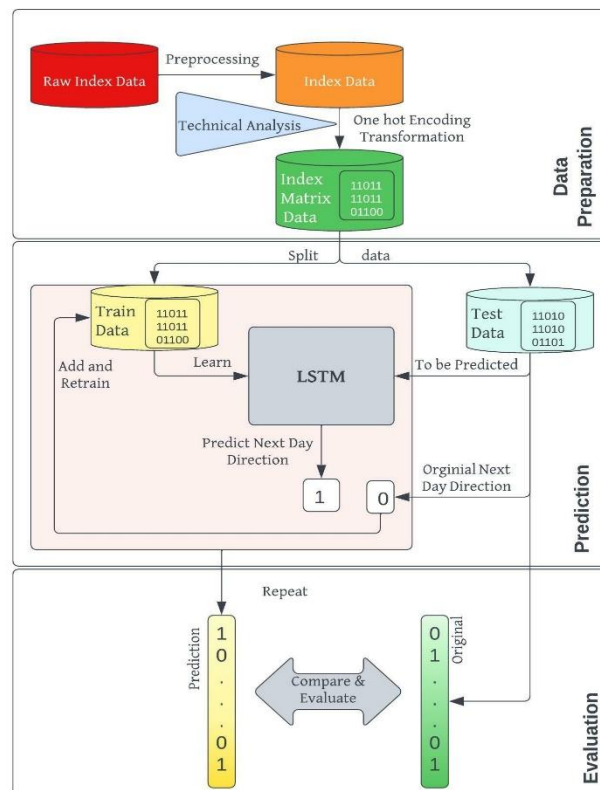 Preprocessing
Raw Index Data
Index Data
Technical Analysis
One hot Encoding
Transformation
Index
Matrix
Data
11011
11011
01100
Data
Preparation
Split data
Train
Data
11011
11011
01100
Test
Data
11010
11010
01101
Add and
Retrain
Learn
LSTM
To be Predicted
Predict Next Day
Direction
1
0
Orginial Next
Day Direction
Prediction
Repeat
Prediction
1
0
.
.
.
0
1
Compare &
Evaluate
0
1
.
.
.
0
1
Original
Evaluation